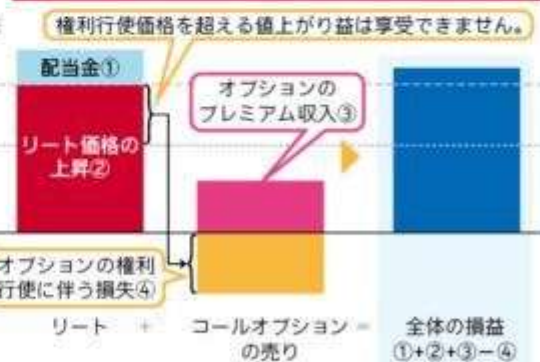 権利行使価格を超える値上がり益は享受できません。
配当金①
リート価格の
上昇②
オプションの
プレミアム収入③
オプションの権利
行使に伴う損失④
リート + コールオプション = 全体の損益
の売り ①+②+③−④